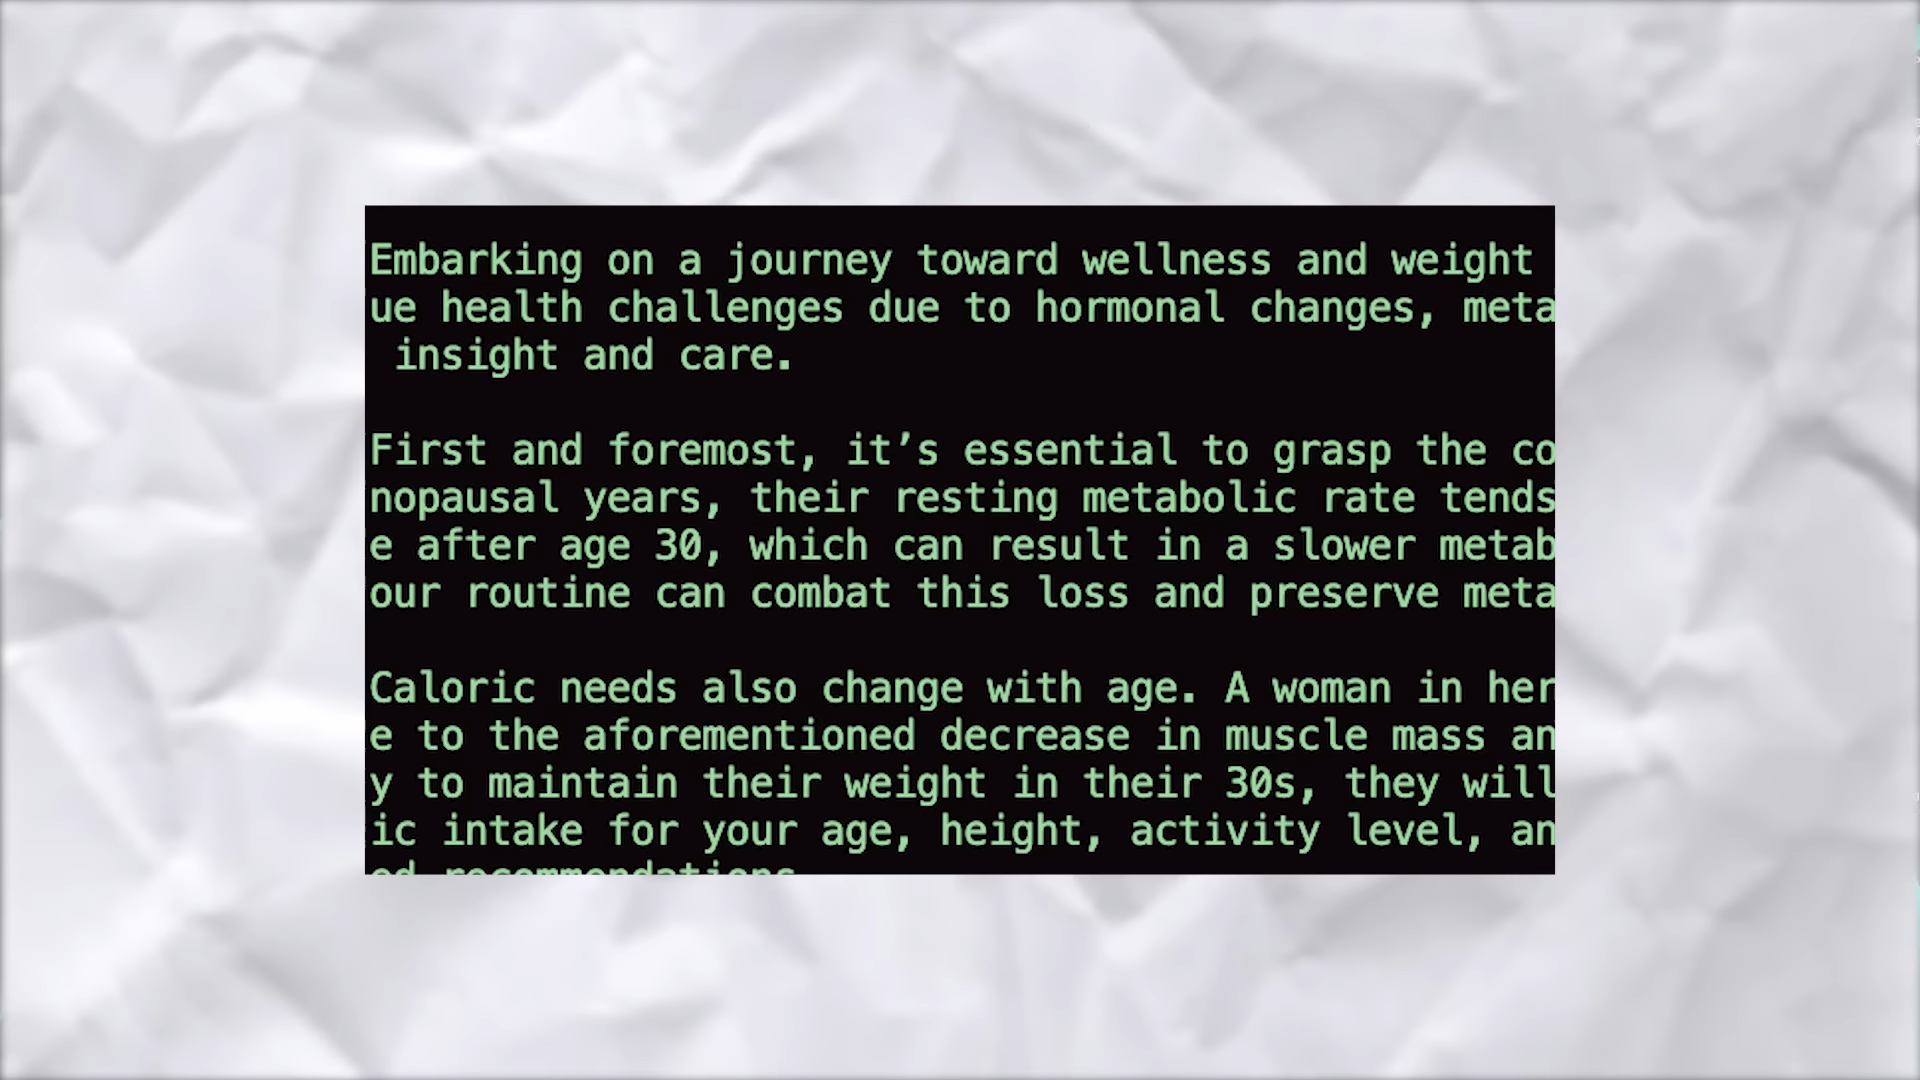 Embarking on a journey toward wellness and weight
ue health challenges due to hormonal changes, meta
insight and care.
First and foremost, it’s essential to grasp the co
nopausal years, their resting metabolic rate tends
e after age 30, which can result in a slower metab
our routine can combat this loss and preserve meta
Caloric needs also change with age. A woman in her
e to the aforementioned decrease in muscle mass an
y to maintain their weight in their 30s, they will
ic intake for your age, height, activity level, an
ed recommendations